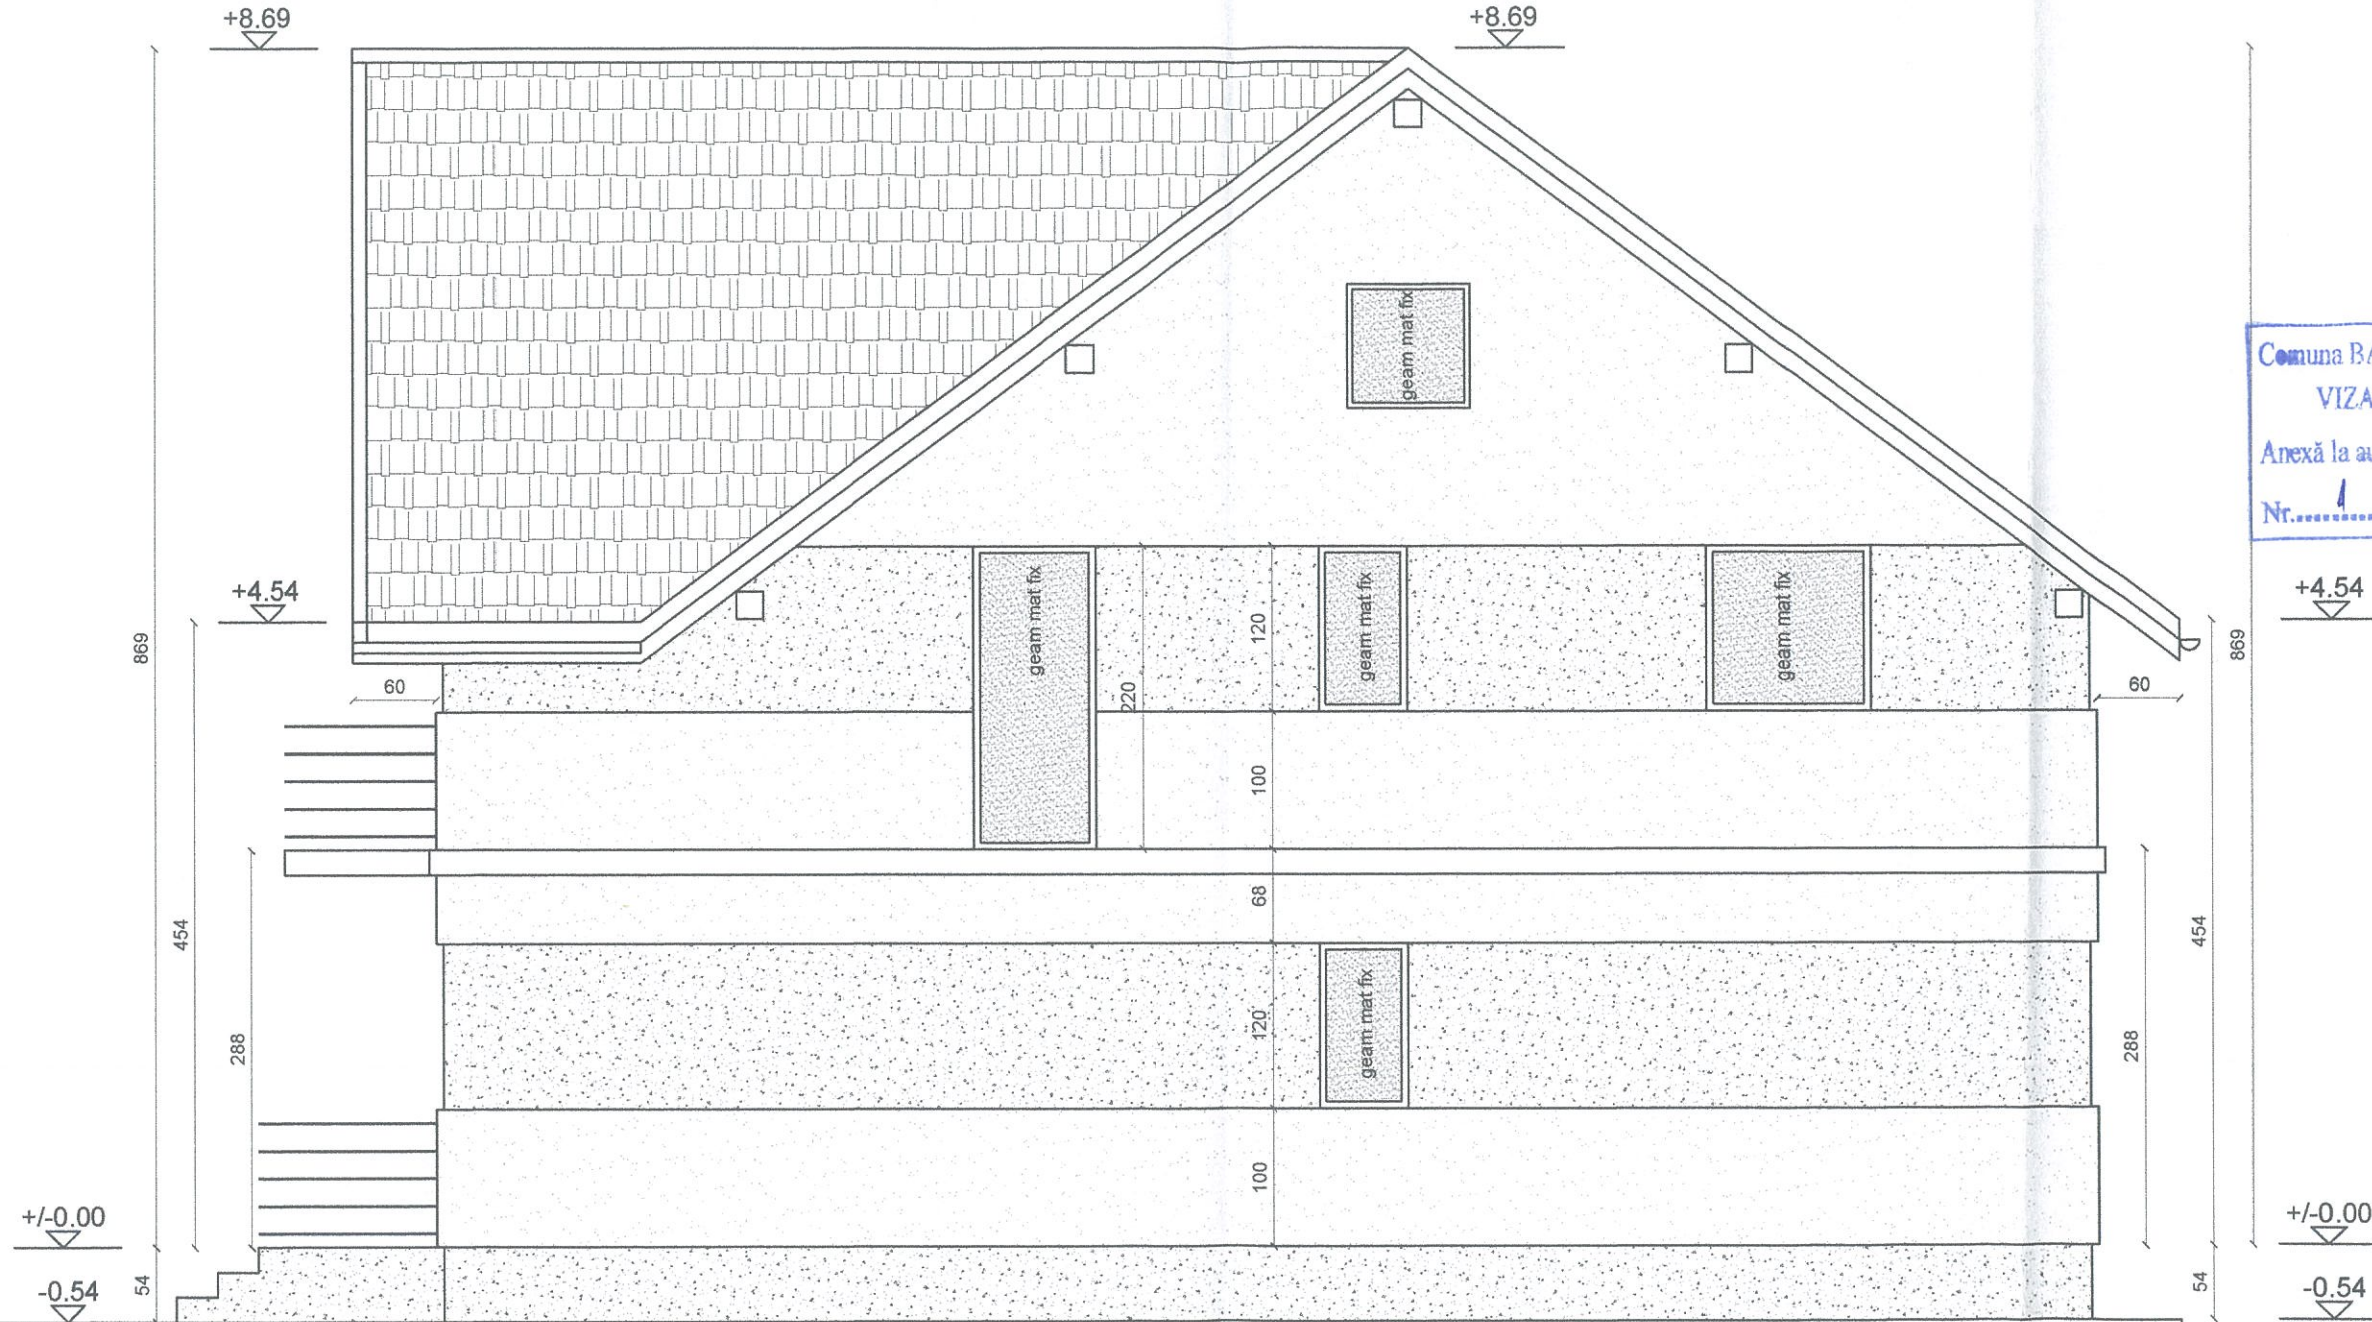 +8.69
+8.69
geam mat fix
Comuna
VIZA
Anexă la
Nr.
+4.54
+4.54
869
869
geam mat fix
geam mat fix
geam mat fix
120
220
60
60
100
68
454
454
288
288
geam mat fix
120
100
+/-0.00
+/-0.00
54
54
-0.54
-0.54